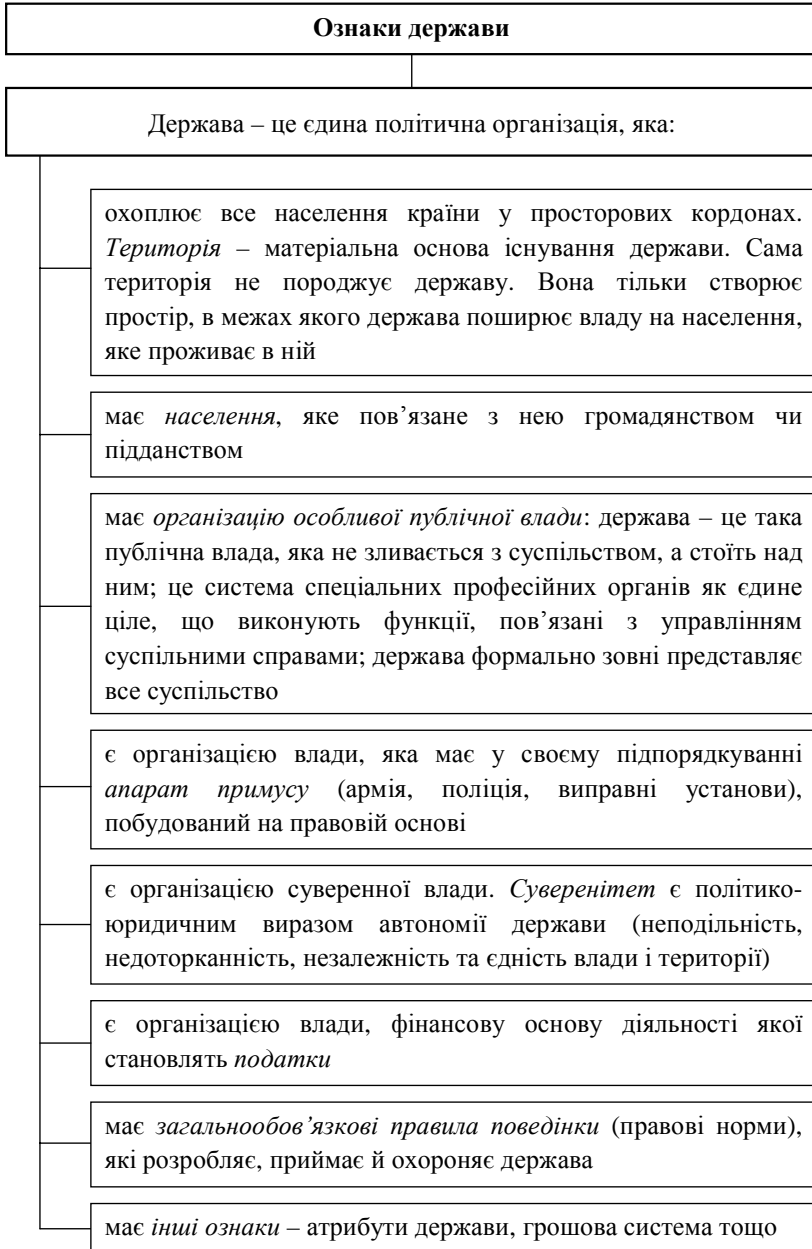 Ознаки держави
Держава – це єдина політична організація, яка:
охоплює все населення країни у просторових кордонах.
Територія – матеріальна основа існування держави. Сама
територія не породжує державу. Вона тільки створює
простір, в межах якого держава поширює владу на населення,
яке проживає в ній
має населення, яке пов’язане з нею громадянством чи
підданством
має організацію особливої публічної влади: держава – це така
публічна влада, яка не зливається з суспільством, а стоїть над
ним; це система спеціальних професійних органів як єдине
ціле, що виконують функції, пов’язані з управлінням
суспільними справами; держава формально зовні представляє
все суспільство
є організацією влади, яка має у своєму підпорядкуванні
апарат примусу (армія, поліція, виправні установи),
побудований на правовій основі
є організацією суверенної влади. Суверенітет є політико-
юридичним виразом автономії держави (неподільність,
недоторканність, незалежність та єдність влади і території)
є організацією влади, фінансову основу діяльності якої
становлять податки
має загальнообов’язкові правила поведінки (правові норми),
які розробляє, приймає й охороняє держава
має інші ознаки – атрибути держави, грошова система тощо